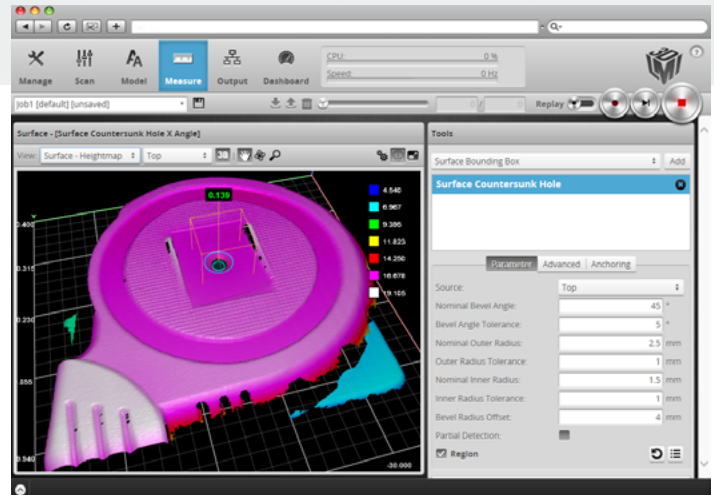 Manage Scan Model Measure Output Dashboard
CPU: 0 %
Speed: 0 Hz
Job1 [default] [unsaved]
0 / 0
Replay
Surface - [Surface Countersunk Hole X Angle]
View: Surface - Heightmap Top 3D
0.139
4.540
6.967
9.395
11.823
14.250
16.678
19.105
-30.000
Tools
Surface Bounding Box Add
Surface Countersunk Hole
Parameter Advanced Anchoring
Source: Top
Nominal Bevel Angle: 45 °
Bevel Angle Tolerance: 5 °
Nominal Outer Radius: 2.5 mm
Outer Radius Tolerance: 1 mm
Nominal Inner Radius: 1.5 mm
Inner Radius Tolerance: 1 mm
Bevel Radius Offset: 4 mm
Partial Detection:
Region